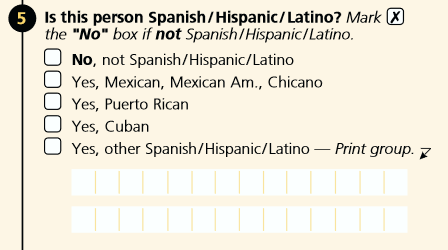 5 Is this person Spanish/Hispanic/Latino? Mark ☒
the "No" box if not Spanish/Hispanic/Latino.
No, not Spanish/Hispanic/Latino
Yes, Mexican, Mexican Am., Chicano
Yes, Puerto Rican
Yes, Cuban
Yes, other Spanish/Hispanic/Latino — Print group.